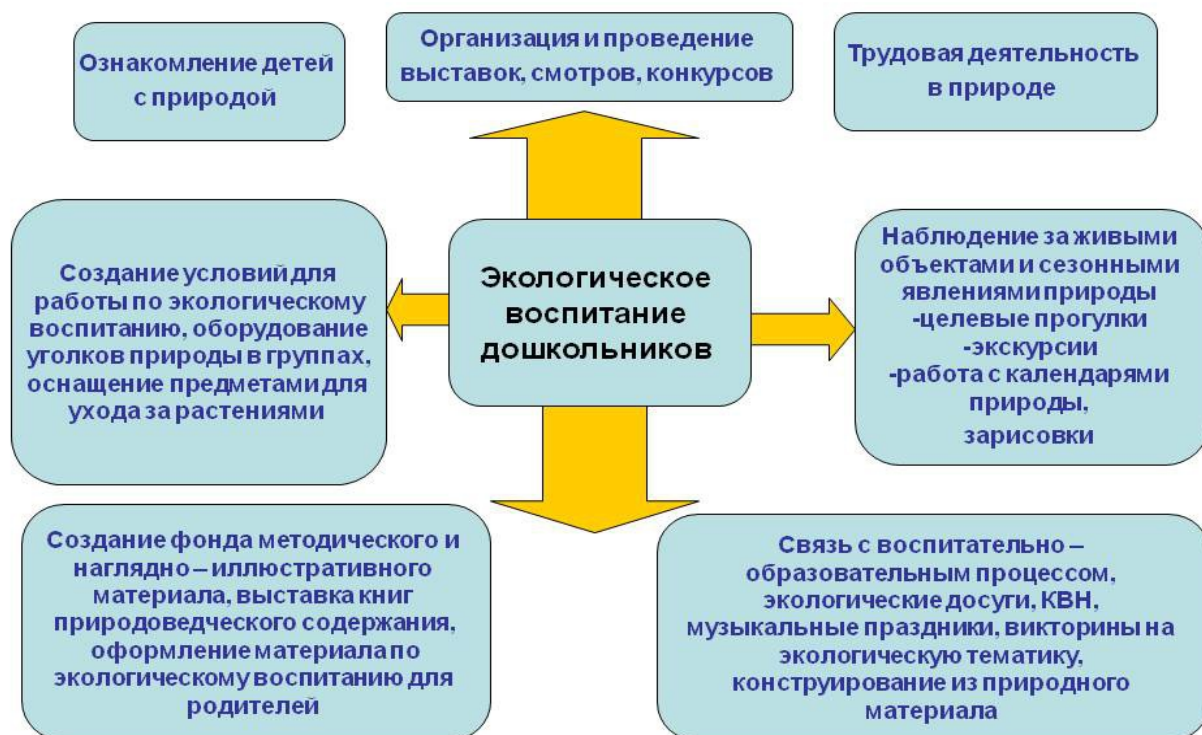 Ознакомление детей
с природой
Организация и проведение
выставок, смотров, конкурсов
Трудовая деятельность
в природе
Создание условий для
работы по экологическому
воспитанию, оборудование
уголков природы в группах,
оснащение предметами для
ухода за растениями
Экологическое
воспитание
дошкольников
Наблюдение за живыми
объектами и сезонными
явлениями природы
-целевые прогулки
-экскурсии
-работа с календарями
природы,
зарисовки
Создание фонда методического и
наглядно – иллюстративного
материала, выставка книг
природоведческого содержания,
оформление материала по
экологическому воспитанию для
родителей
Связь с воспитательно –
образовательным процессом,
экологические досуги, КВН,
музыкальные праздники, викторины на
экологическую тематику,
конструирование из природного
материала